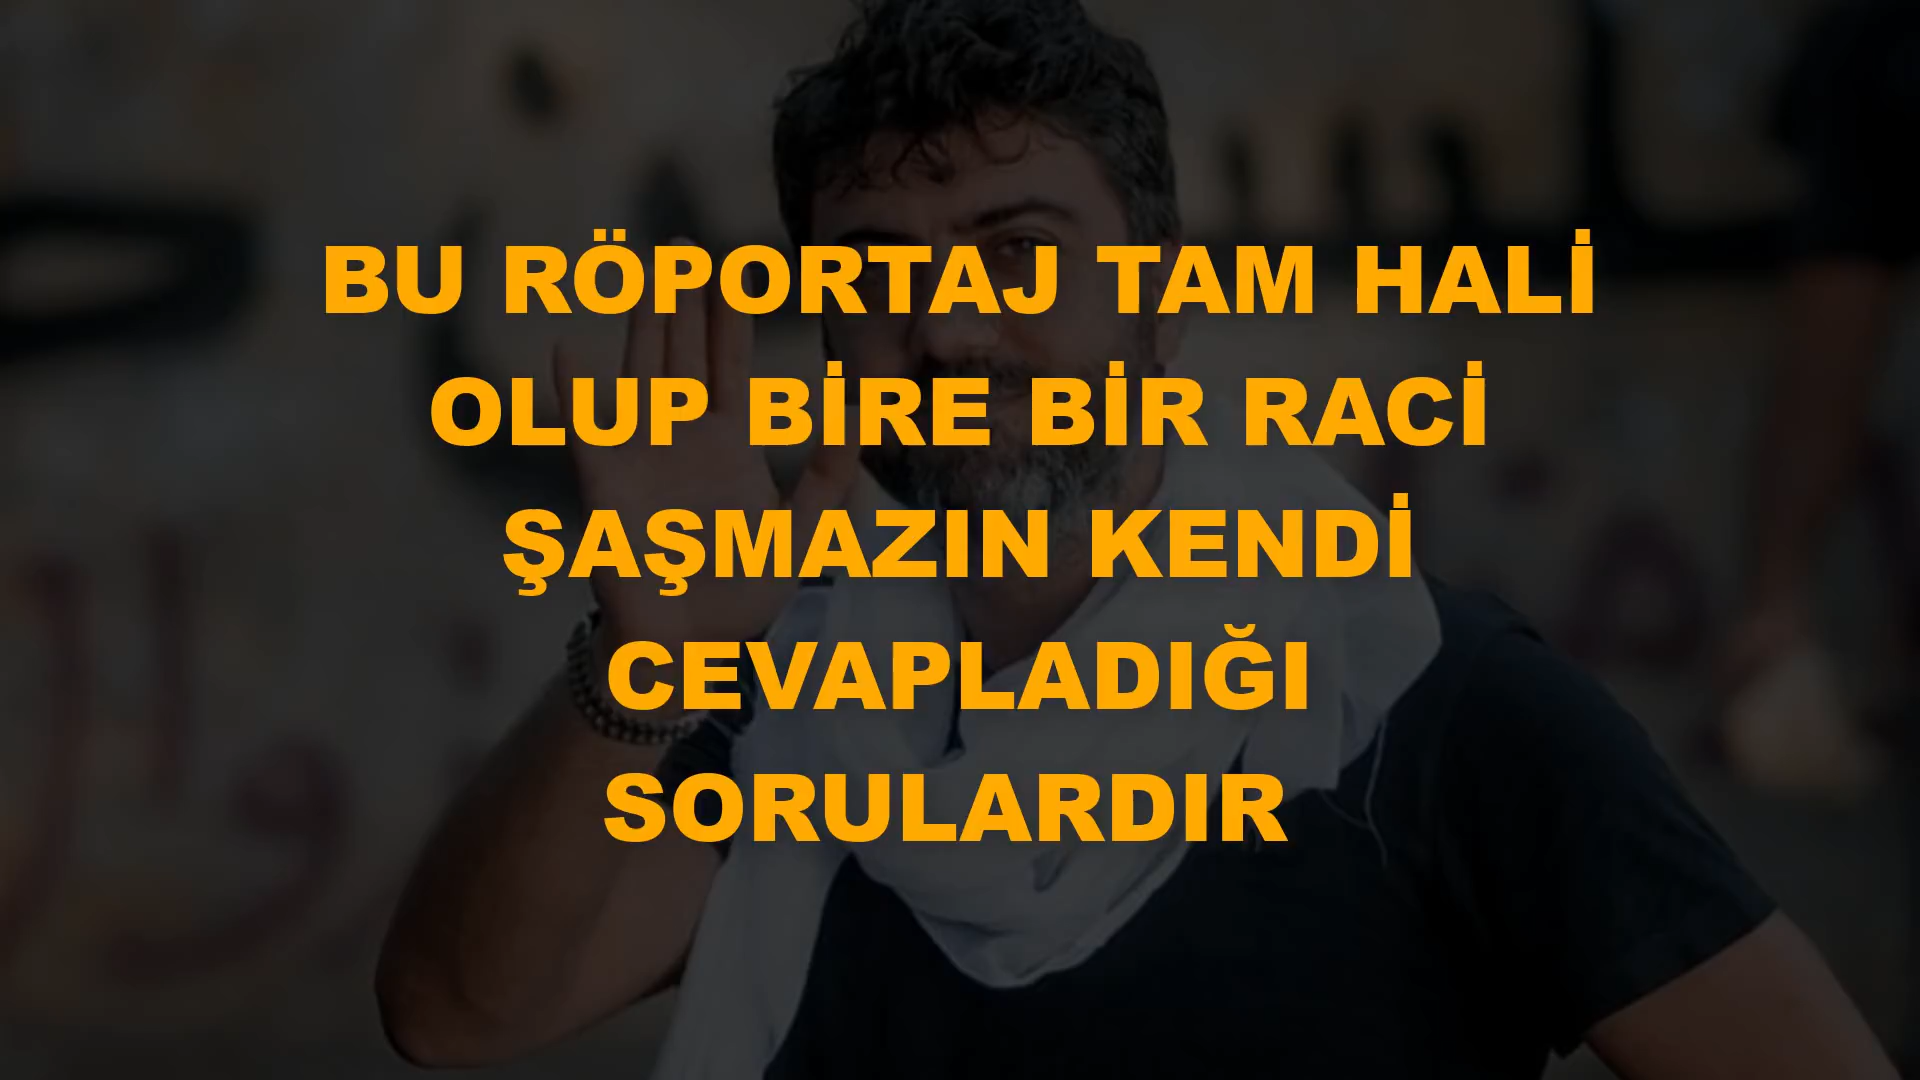 BU RÖPORTAJ TAM HALİ
OLUP BİRE BİR RACİ
ŞAŞMAZIN KENDİ
CEVAPLADIĞI
SORULARDIR